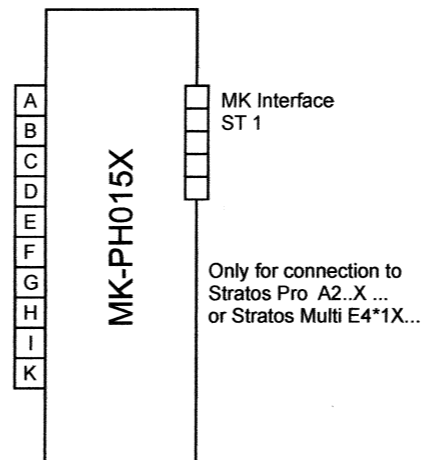 A
B
C
D
E
F
G
H
I
K
MK-PH015X
MK Interface
ST 1
Only for connection to
Stratos Pro A2..X ...
or Stratos Multi E4*1X...